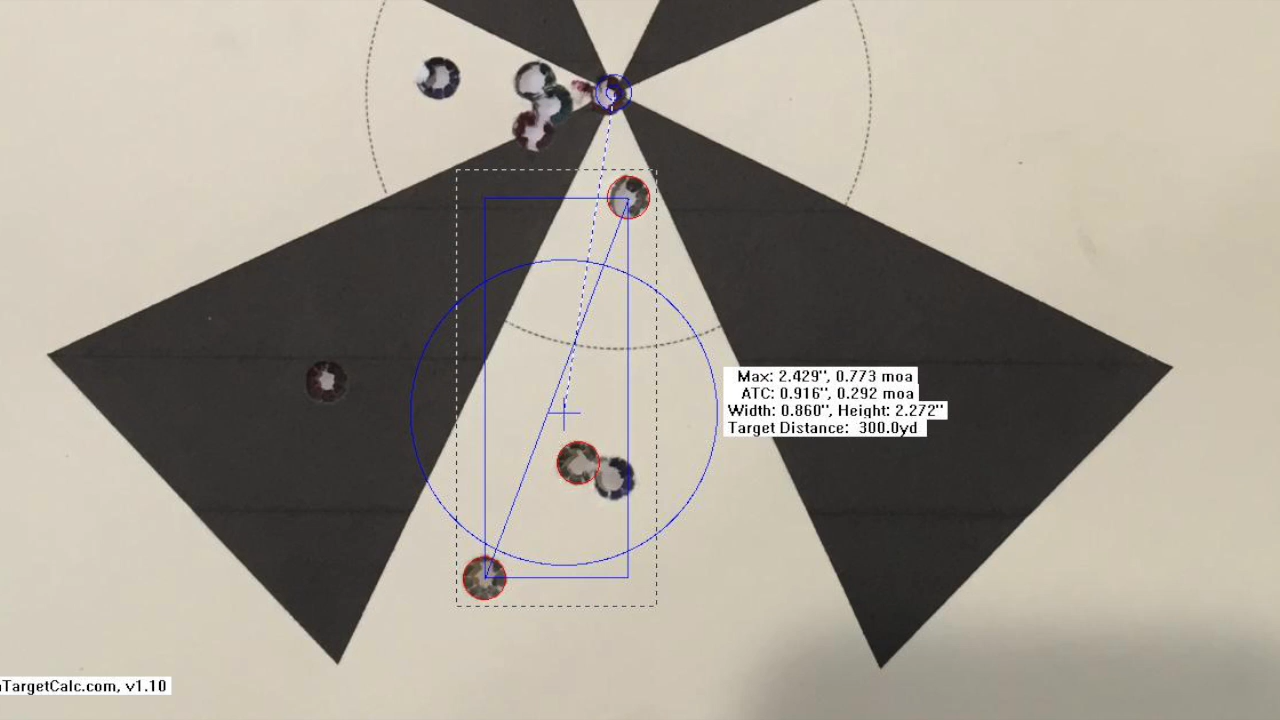 Max: 2.429", 0.773 moa
ATC: 0.916", 0.292 moa
Width: 0.860", Height: 2.272"
Target Distance: 300.0yd
TargetCalc.com, v1.10